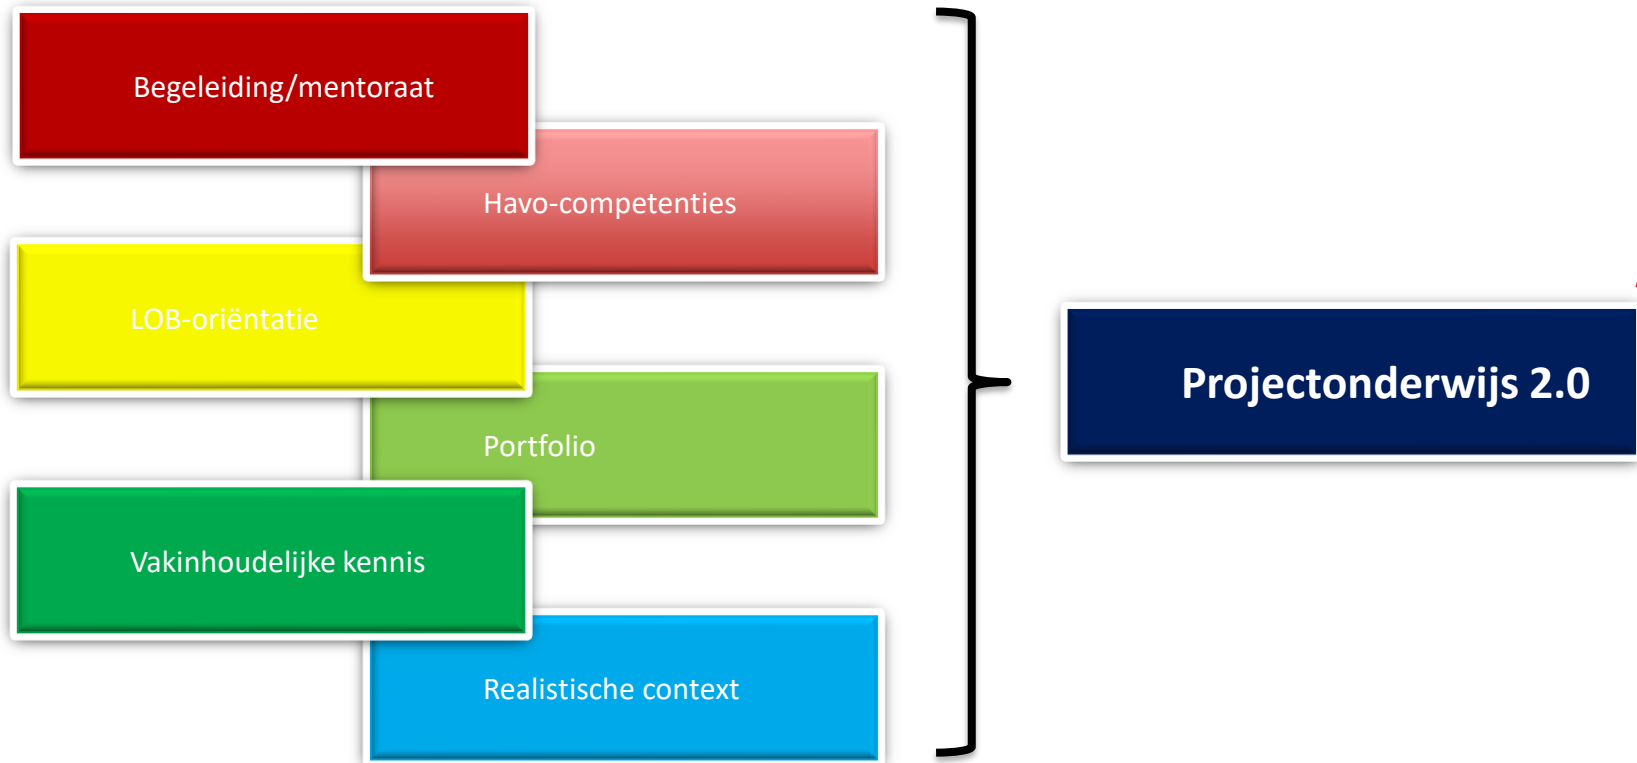 Begeleiding/mentoraat
Havo-competenties
LOB-oriëntatie
Portfolio
Vakinhoudelijke kennis
Realistische context
Projectonderwijs 2.0